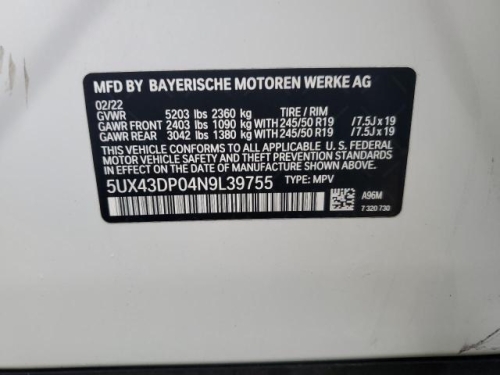 MFD BY BAYERISCHE MOTOREN WERKE AG
02/22
GVWR 5203 lbs 2360 kg TIRE / RIM
GAWR FRONT 2403 lbs 1090 kg WITH 245/50 R19 /7.5J x 19
GAWR REAR 3042 lbs 1380 kg WITH 245/50 R19 /7.5J x 19
THIS VEHICLE CONFORMS TO ALL APPLICABLE U. S. FEDERAL
MOTOR VEHICLE SAFETY, BUMPER, AND THEFT PREVENTION
STANDARDS IN EFFECT ON THE DATE OF MANUFACTURE SHOWN ABOVE.
5UX43DP04N9L39755 TYPE: MPV
A96M
7 320 730